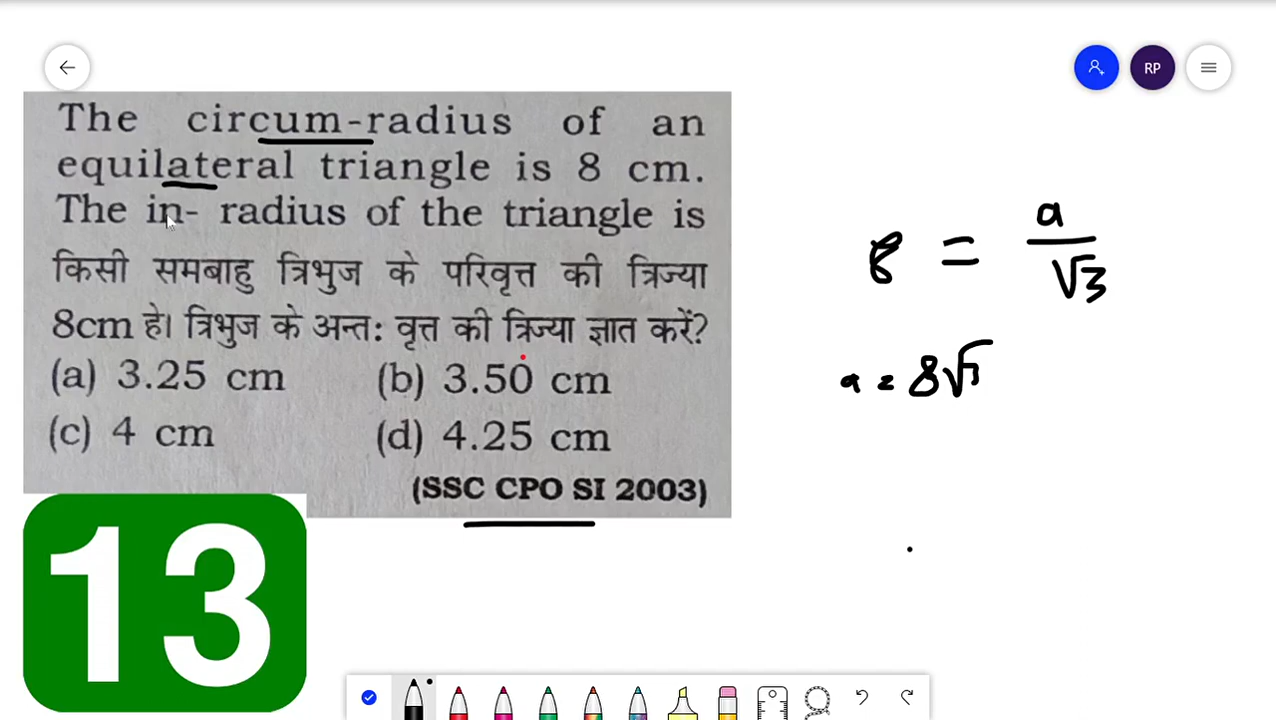 RP
The circum-radius of an
equilateral triangle is 8 cm.
The in- radius of the triangle is
किसी समबाहु त्रिभुज के परिवृत्त की त्रिज्या
8cm हे। त्रिभुज के अन्त: वृत्त की त्रिज्या ज्ञात करें?
(a) 3.25 cm (b) 3.50 cm
(c) 4 cm (d) 4.25 cm
(SSC CPO SI 2003)
8 = a/√3
a = 8√3
13